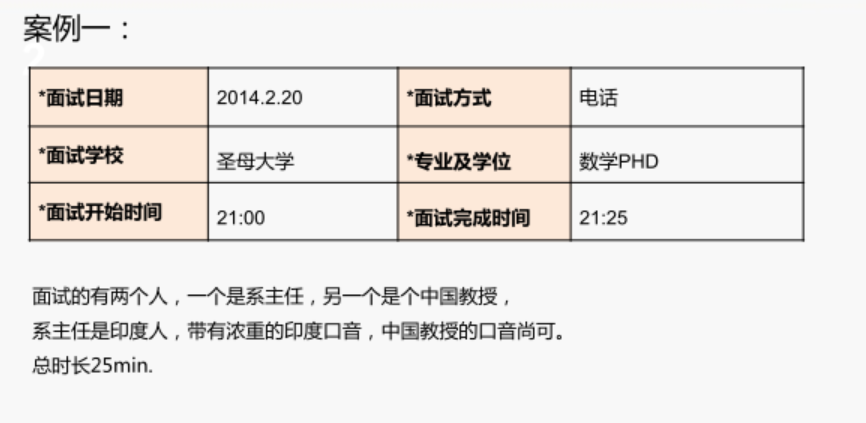 案例一：
*面试日期 2014.2.20 *面试方式 电话
*面试学校 圣母大学 *专业及学位 数学PHD
*面试开始时间 21:00 *面试完成时间 21:25
面试的有两个人，一个是系主任，另一个是个中国教授，
系主任是印度人，带有浓重的印度口音，中国教授的口音尚可。
总时长25min.